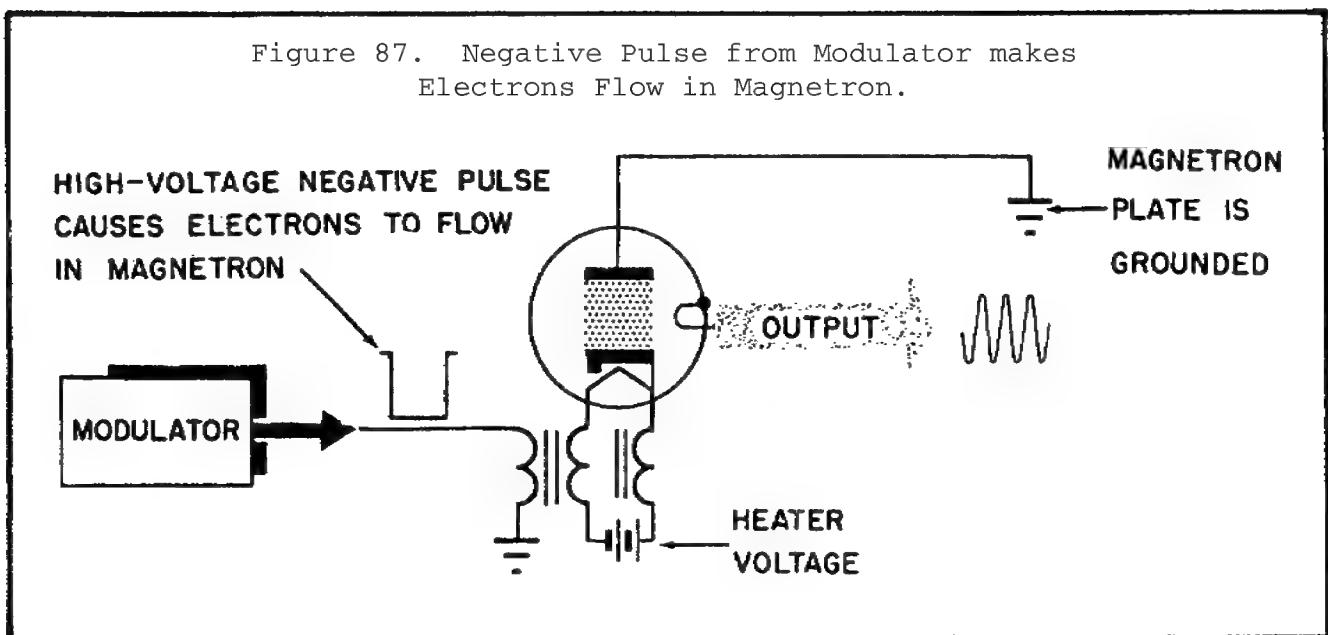 Figure 87. Negative Pulse from Modulator makes
Electrons Flow in Magnetron.
HIGH-VOLTAGE NEGATIVE PULSE
CAUSES ELECTRONS TO FLOW
IN MAGNETRON
MAGNETRON
PLATE IS
GROUNDED
OUTPUT
MODULATOR
HEATER
VOLTAGE